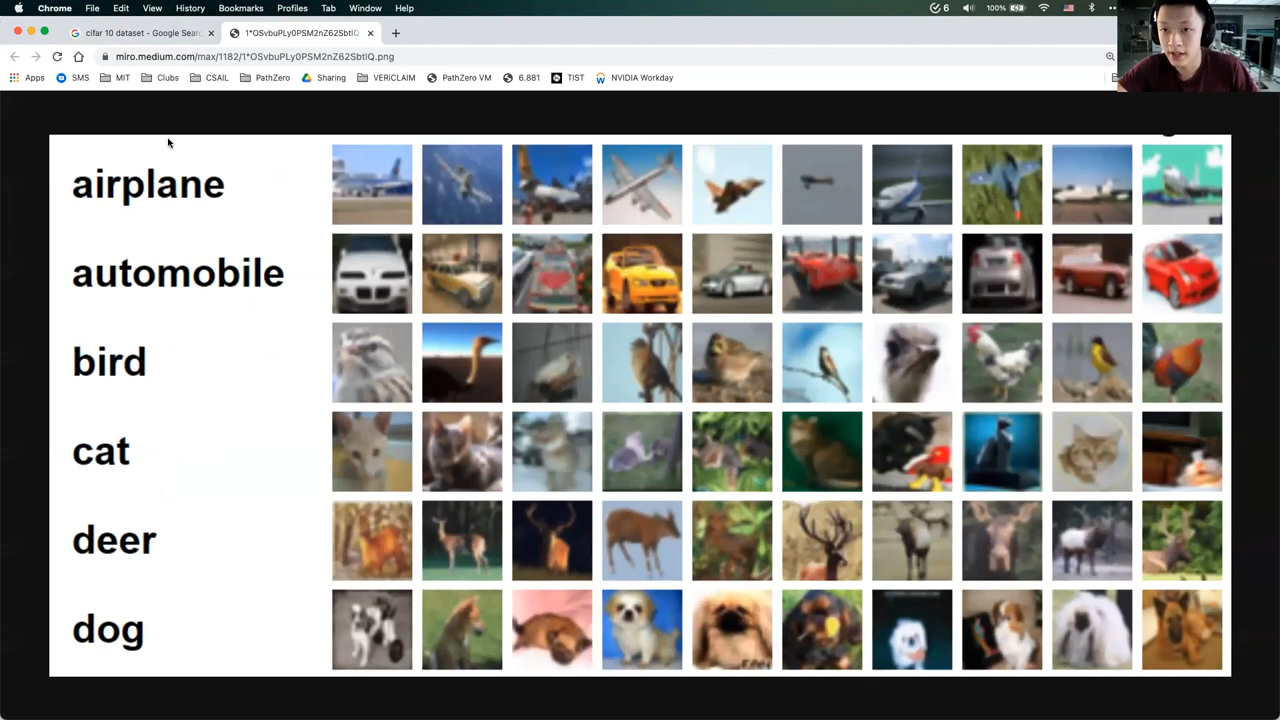 Chrome File Edit View History Bookmarks Profiles Tab Window Help 6 100%
cifar 10 dataset - Google Sear
1*OSvbuPLy0PSM2nZ62SbtlQ
miro.medium.com/max/1182/1*OSvbuPLy0PSM2nZ62SbtlQ.png
Apps SMS MIT Clubs CSAIL PathZero Sharing VERiCLAIM PathZero VM 6.881 TIST NVIDIA Workday
airplane
automobile
bird
cat
deer
dog